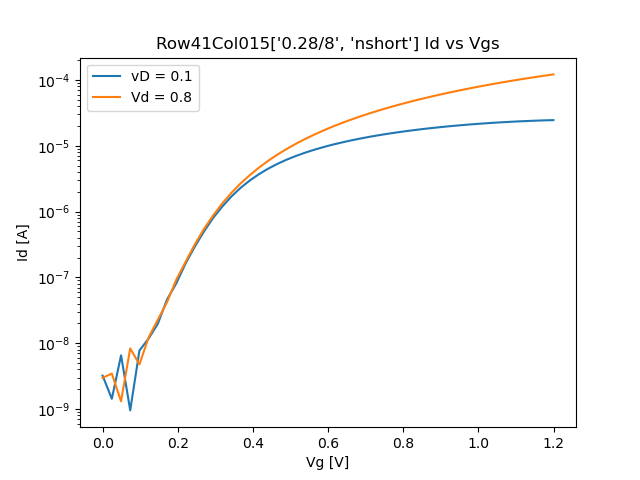 Row41Col015['0.28/8', 'nshort'] Id vs Vgs
vD = 0.1
Vd = 0.8
Id [A]
10⁻⁴
10⁻⁵
10⁻⁶
10⁻⁷
10⁻⁸
10⁻⁹
0.0 0.2 0.4 0.6 0.8 1.0 1.2
Vg [V]